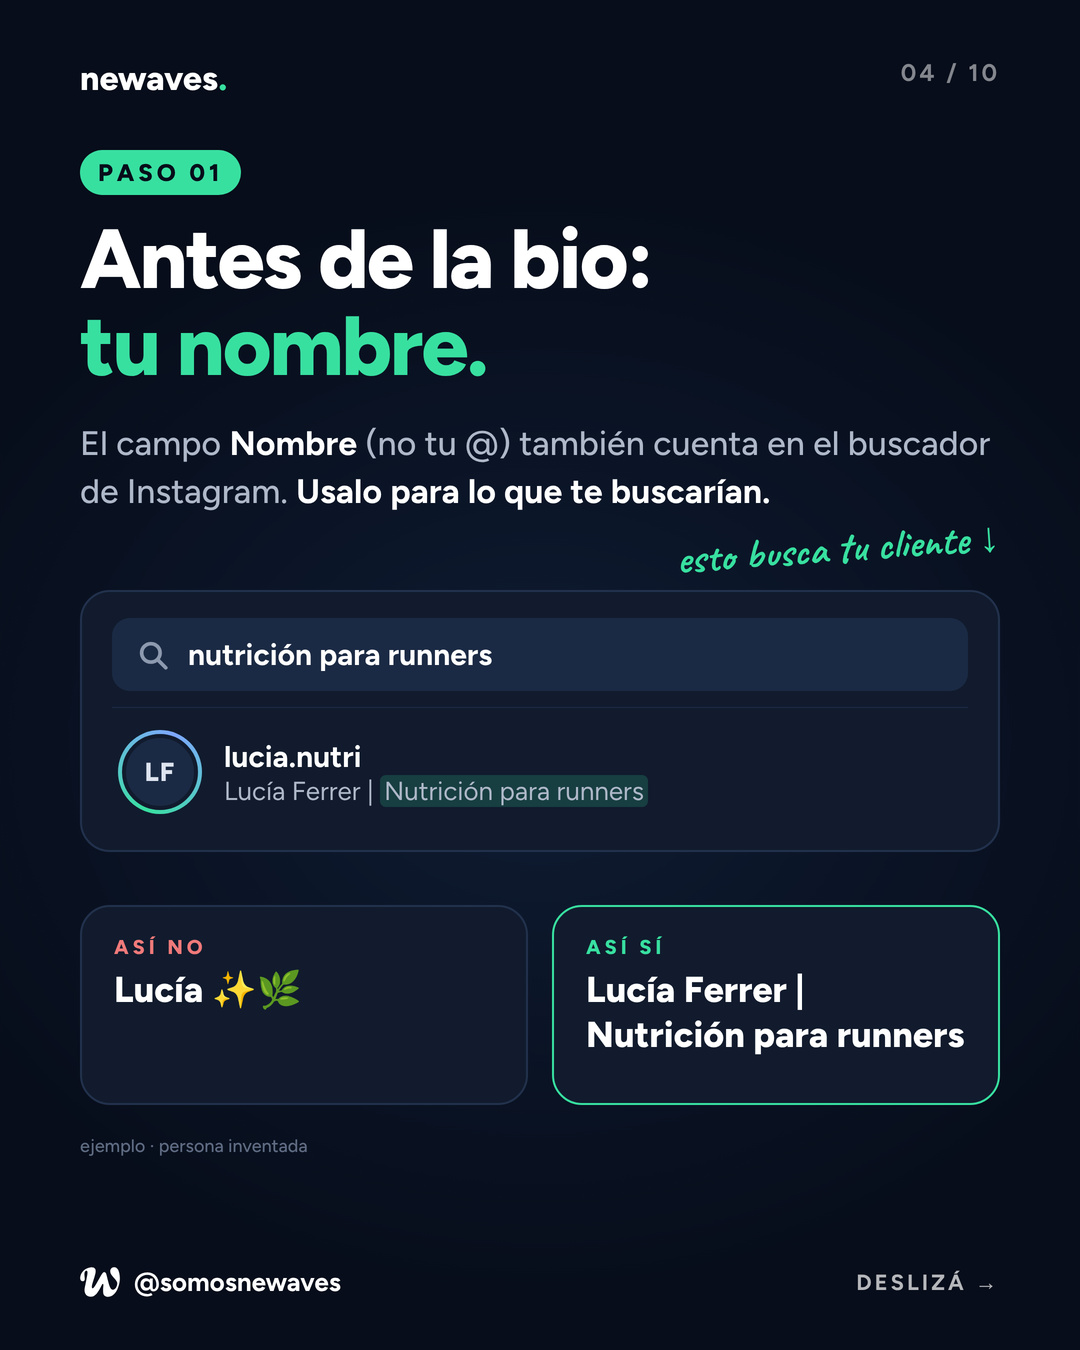 newaves.
04 / 10
PASO 01
Antes de la bio:
tu nombre.
El campo Nombre (no tu @) también cuenta en el buscador
de Instagram. Usalo para lo que te buscarían.
esto busca tu cliente ↓
nutrición para runners
LF
lucia.nutri
Lucía Ferrer | Nutrición para runners
ASÍ NO
Lucía ✨🌿
ASÍ SÍ
Lucía Ferrer |
Nutrición para runners
ejemplo · persona inventada
W @somosnewaves
DESLIZÁ →